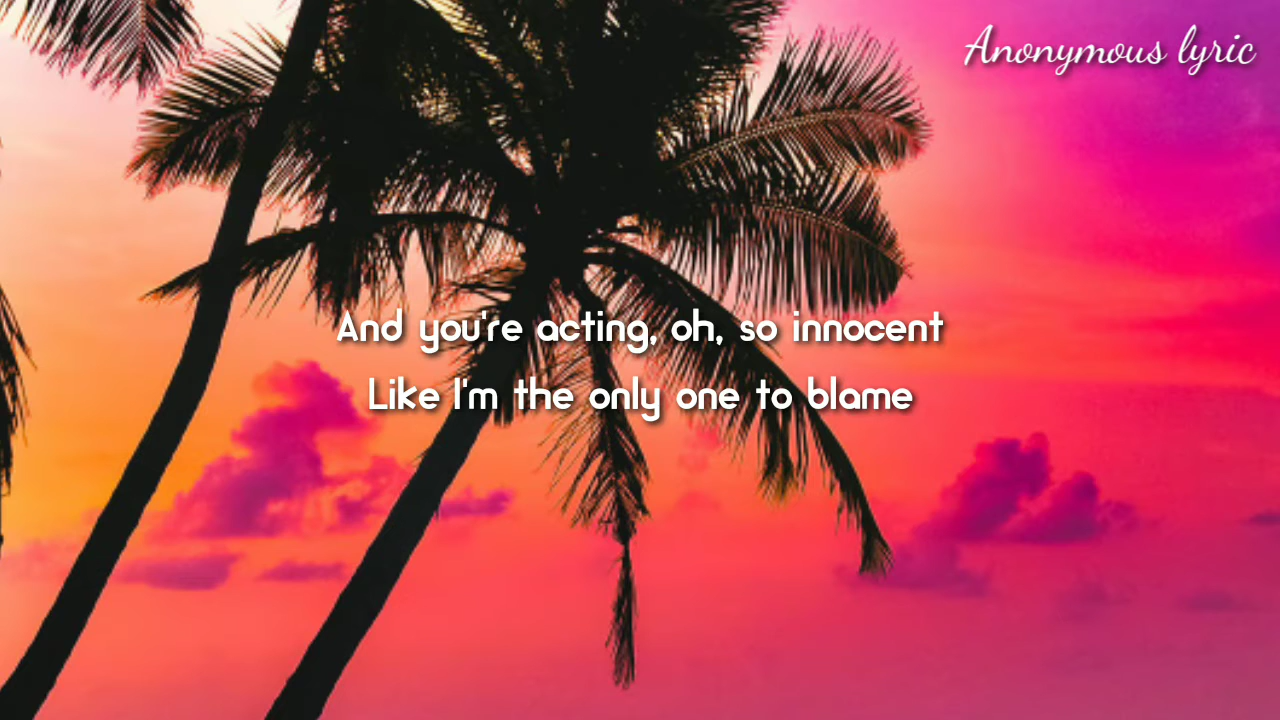 Anonymous lyric
And you're acting, oh, so innocent
Like I'm the only one to blame